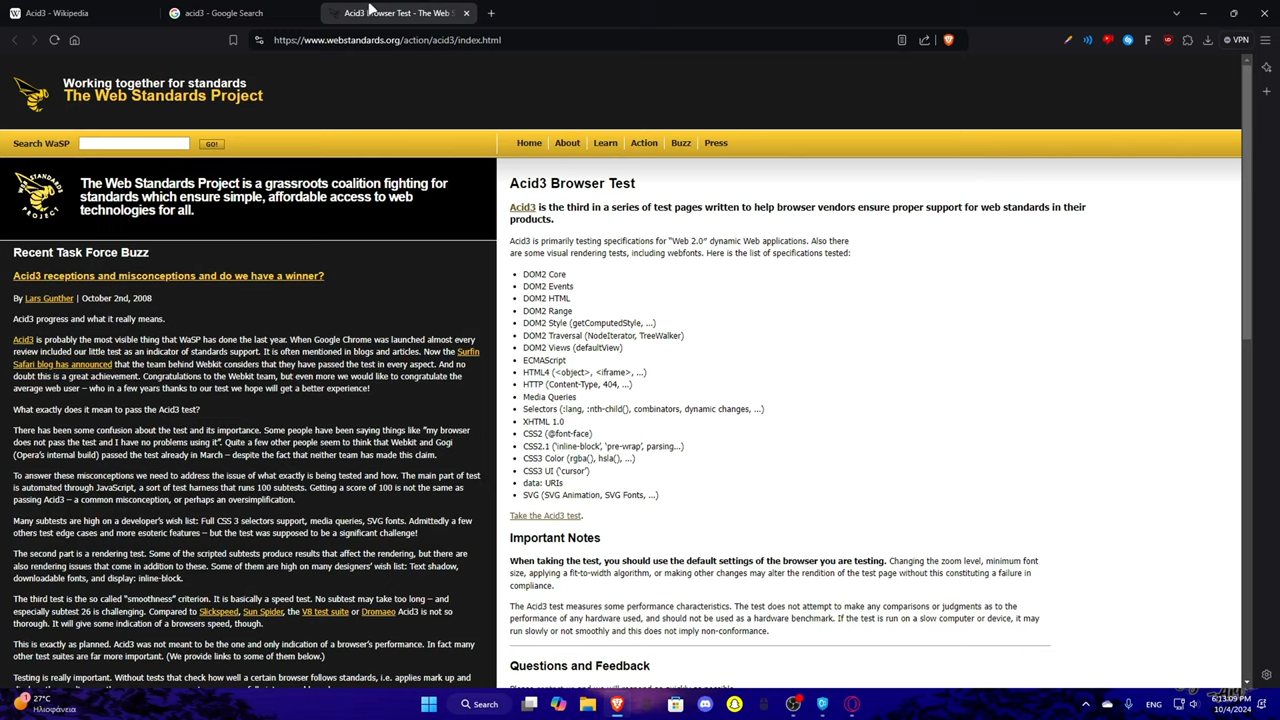 Acid3 - Wikipedia
acid3 - Google Search
Acid3 Browser Test - The Web S
https://www.webstandards.org/action/acid3/index.html
VPN
Working together for standards
The Web Standards Project
Search WaSP
GO!
Home
About
Learn
Action
Buzz
Press
The Web Standards Project is a grassroots coalition fighting for
standards which ensure simple, affordable access to web
technologies for all.
Recent Task Force Buzz
Acid3 receptions and misconceptions and do we have a winner?
By Lars Gunther | October 2nd, 2008
Acid3 progress and what it really means.
Acid3 is probably the most visible thing that WaSP has done the last year. When Google Chrome was launched almost every
review included our little test as an indicator of standards support. It is often mentioned in blogs and articles. Now the Surfin
Safari blog has announced that the team behind Webkit considers that they have passed the test in every aspect. And no
doubt this is a great achievement. Congratulations to the Webkit team, but even more we would like to congratulate the
average web user – who in a few years thanks to our test we hope will get a better experience!
What exactly does it mean to pass the Acid3 test?
There has been some confusion about the test and its importance. Some people have been saying things like "my browser
does not pass the test and I have no problems using it". Quite a few other people seem to think that Webkit and Gogi
(Opera's internal build) passed the test already in March – despite the fact that neither team has made this claim.
To answer these misconceptions we need to address the issue of what exactly is being tested and how. The main part of test
is automated through JavaScript, a sort of test harness that runs 100 subtests. Getting a score of 100 is not the same as
passing Acid3 – a common misconception, or perhaps an oversimplification.
Many subtests are high on a developer's wish list: Full CSS 3 selectors support, media queries, SVG fonts. Admittedly a few
others test edge cases and more esoteric features – but the test was supposed to be a significant challenge!
The second part is a rendering test. Some of the scripted subtests produce results that affect the rendering, but there are
also rendering issues that come in addition to these. Some of them are high on many designers' wish list: Text shadow,
downloadable fonts, and display: inline-block.
The third test is the so called "smoothness" criterion. It is basically a speed test. No subtest may take too long – and
especially subtest 26 is challenging. Compared to Slickspeed, Sun Spider, the V8 test suite or Dromaeo Acid3 is not so
thorough. It will give some indication of a browsers speed, though.
This is exactly as planned. Acid3 was not meant to be the one and only indication of a browser's performance. In fact many
other test suites are far more important. (We provide links to some of them below.)
Testing is really important. Without tests that check how well a certain browser follows standards, i.e. applies mark up and
Acid3 Browser Test
Acid3 is the third in a series of test pages written to help browser vendors ensure proper support for web standards in their
products.
Acid3 is primarily testing specifications for "Web 2.0" dynamic Web applications. Also there
are some visual rendering tests, including webfonts. Here is the list of specifications tested:
• DOM2 Core
• DOM2 Events
• DOM2 HTML
• DOM2 Range
• DOM2 Style (getComputedStyle, …)
• DOM2 Traversal (NodeIterator, TreeWalker)
• DOM2 Views (defaultView)
• ECMAScript
• HTML4 (<object>, <iframe>, …)
• HTTP (Content-Type, 404, …)
• Media Queries
• Selectors (:lang, :nth-child(), combinators, dynamic changes, …)
• XHTML 1.0
• CSS2 (@font-face)
• CSS2.1 ('inline-block', 'pre-wrap', parsing…)
• CSS3 Color (rgba(), hsla(), …)
• CSS3 UI ('cursor')
• data: URIs
• SVG (SVG Animation, SVG Fonts, …)
Take the Acid3 test.
Important Notes
When taking the test, you should use the default settings of the browser you are testing. Changing the zoom level, minimum font
size, applying a fit-to-width algorithm, or making other changes may alter the rendition of the test page without this constituting a failure in
compliance.
The Acid3 test measures some performance characteristics. The test does not attempt to make any comparisons or judgments as to the
performance of any hardware used, and should not be used as a hardware benchmark. If the test is run on a slow computer or device, it may
run slowly or not smoothly and this does not imply non-conformance.
Questions and Feedback
27°C
Ηλιοφάνεια
Search
ENG
6:13:09 PM
10/4/2024